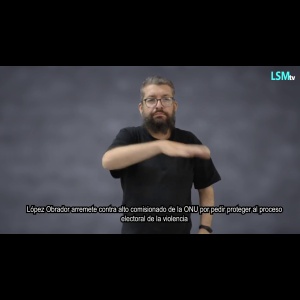 LSMtv
López Obrador arremete contra alto comisionado de la ONU por pedir proteger al proceso
electoral de la violencia